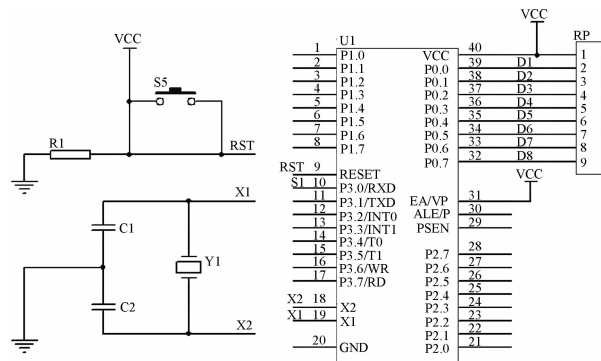 VCC
S5
R1
RST
X1
C1
Y1
C2
X2
U1
1 P1.0
2 P1.1
3 P1.2
4 P1.3
5 P1.4
6 P1.5
7 P1.6
8 P1.7
RST 9 RESET
S1 10 P3.0/RXD
11 P3.1/TXD
12 P3.2/INT0
13 P3.3/INT1
14 P3.4/T0
15 P3.5/T1
16 P3.6/WR
17 P3.7/RD
X2 18 X2
X1 19 X1
20 GND
VCC
RP
VCC 40 1
P0.0 39 D1 2
P0.1 38 D2 3
P0.2 37 D3 4
P0.3 36 D4 5
P0.4 35 D5 6
P0.5 34 D6 7
P0.6 33 D7 8
P0.7 32 D8 9
VCC
EA/VP 31
ALE/P 30
PSEN 29
P2.7 28
P2.6 27
P2.5 26
P2.4 25
P2.3 24
P2.2 23
P2.1 22
P2.0 21